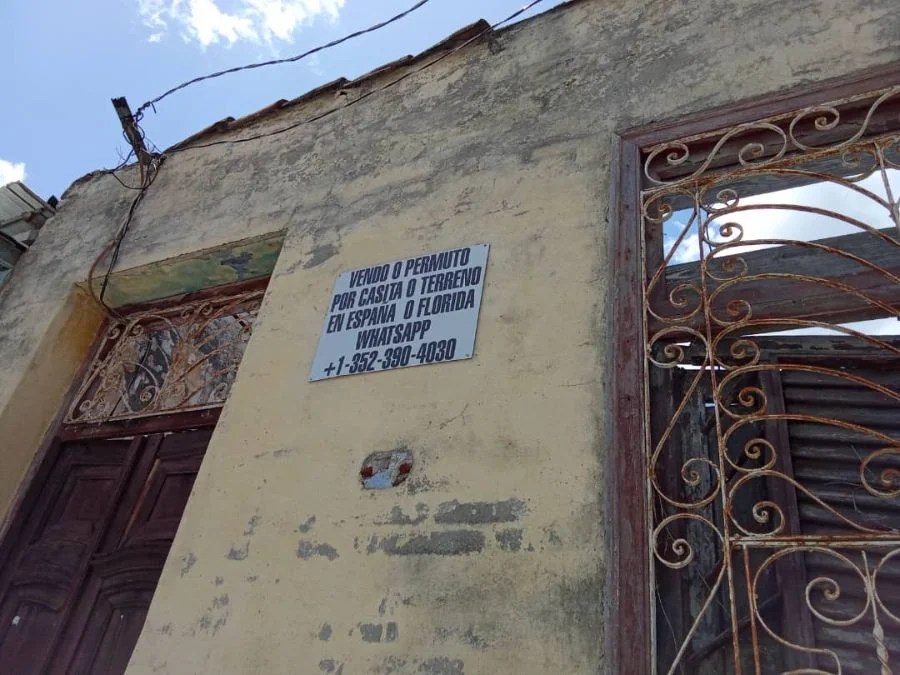 VENDO O PERMUTO
POR CASITA O TERRENO
EN ESPAÑA O FLORIDA
WHATSAPP
+1-352-390-4030